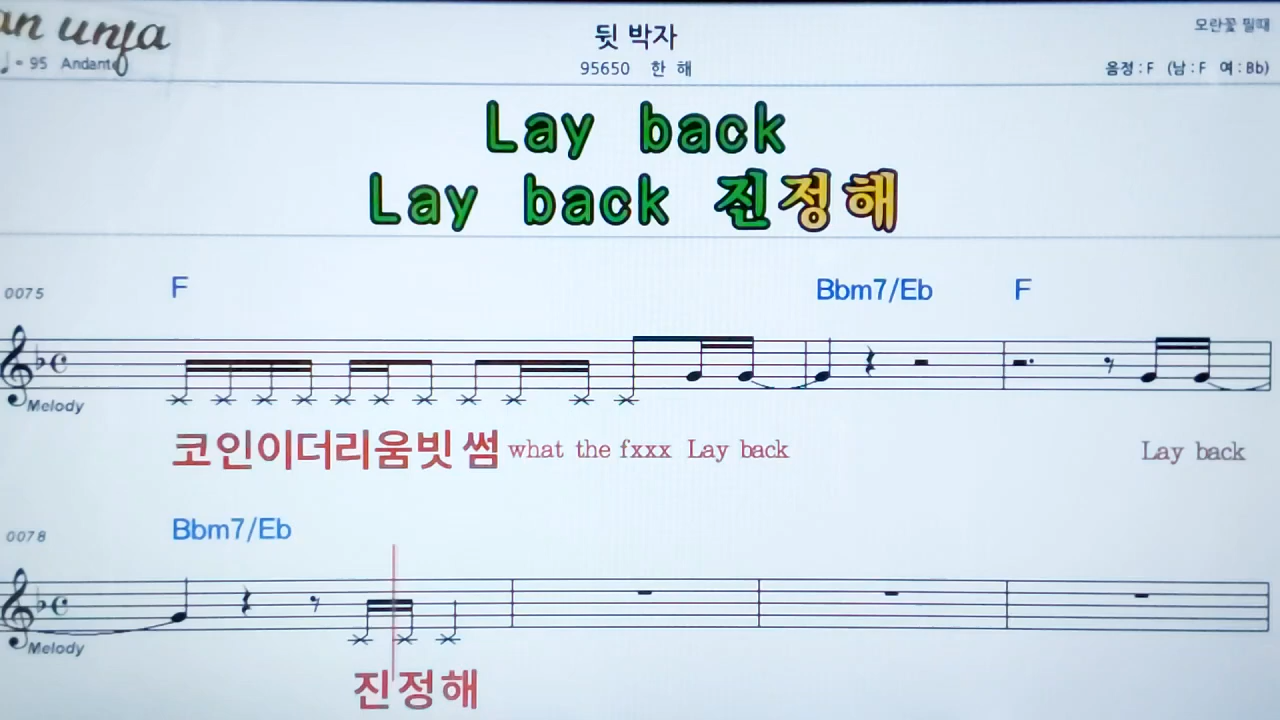 an unfa
뒷 박자
모란꽃 필때
♩= 95 Andante
95650 한 해
음정 : F (남 : F 여 : Bb)
Lay back
Lay back 진정해
0075 F Bbm7/Eb F
Melody
코인이더리움빗 썸 what the fxxx Lay back Lay back
0078 Bbm7/Eb
Melody
진정해